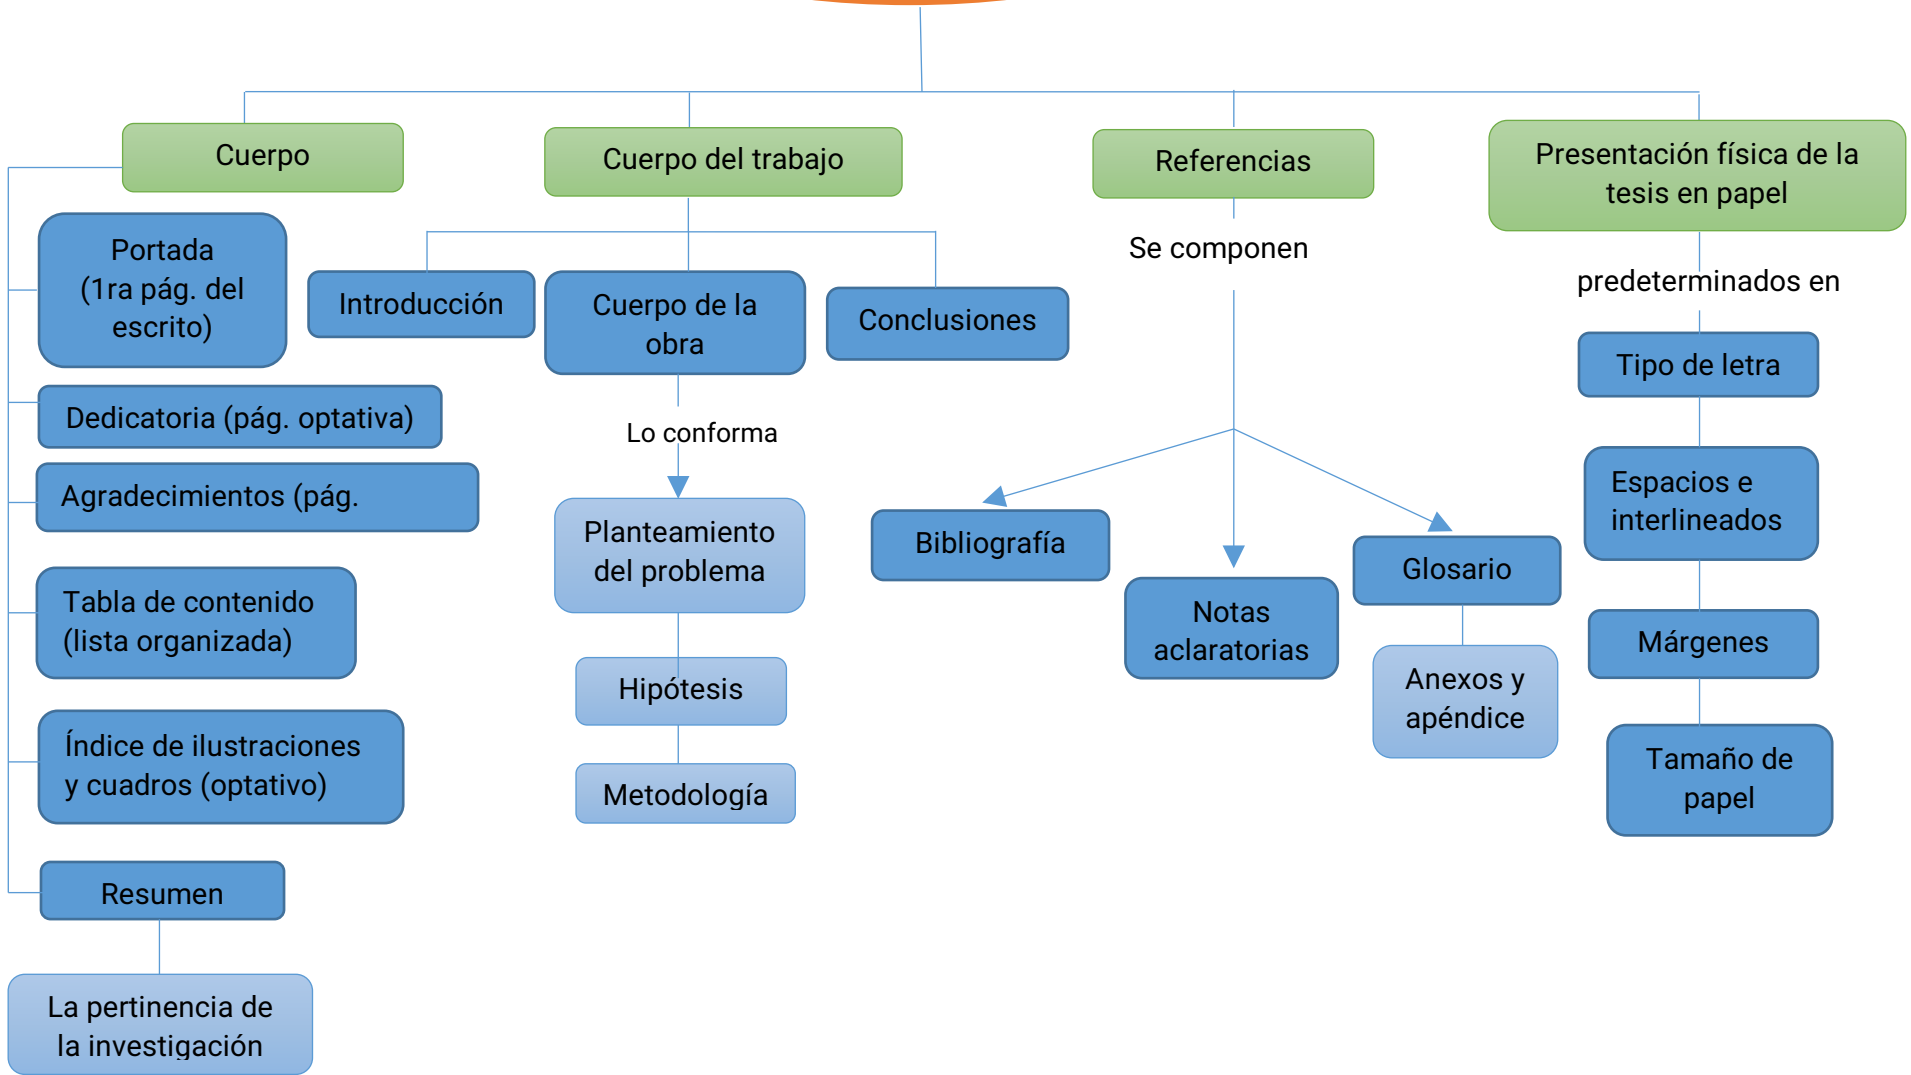 Cuerpo
Portada
(1ra pág. del
escrito)
Dedicatoria (pág. optativa)
Agradecimientos (pág.
Tabla de contenido
(lista organizada)
Índice de ilustraciones
y cuadros (optativo)
Resumen
La pertinencia de
la investigación
Cuerpo del trabajo
Introducción
Cuerpo de la
obra
Conclusiones
Lo conforma
Planteamiento
del problema
Hipótesis
Metodología
Referencias
Se componen
Bibliografía
Notas
aclaratorias
Glosario
Anexos y
apéndice
Presentación física de la
tesis en papel
predeterminados en
Tipo de letra
Espacios e
interlineados
Márgenes
Tamaño de
papel